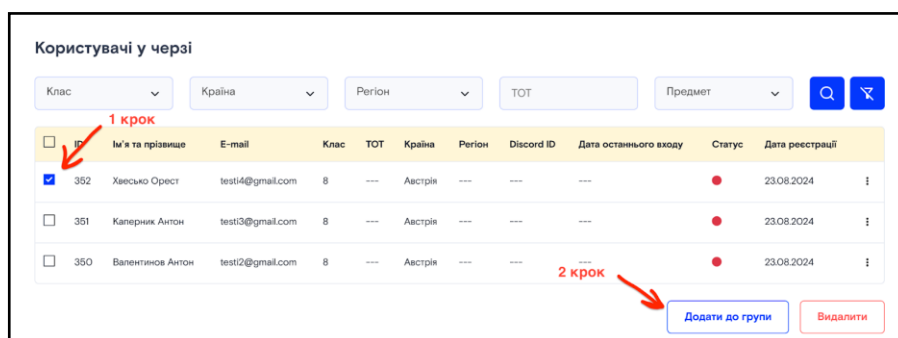 Користувачі у черзі
Клас Країна Регіон ТОТ Предмет
1 крок
ID Ім'я та прізвище E-mail Клас ТОТ Країна Регіон Discord ID Дата останнього входу Статус Дата реєстрації
352 Хвесько Орест testi4@gmail.com 8 --- Австрія --- --- --- 23.08.2024
351 Каперник Антон testi3@gmail.com 8 --- Австрія --- --- --- 23.08.2024
350 Валентинов Антон testi2@gmail.com 8 --- Австрія --- --- --- 23.08.2024
2 крок
Додати до групи Видалити